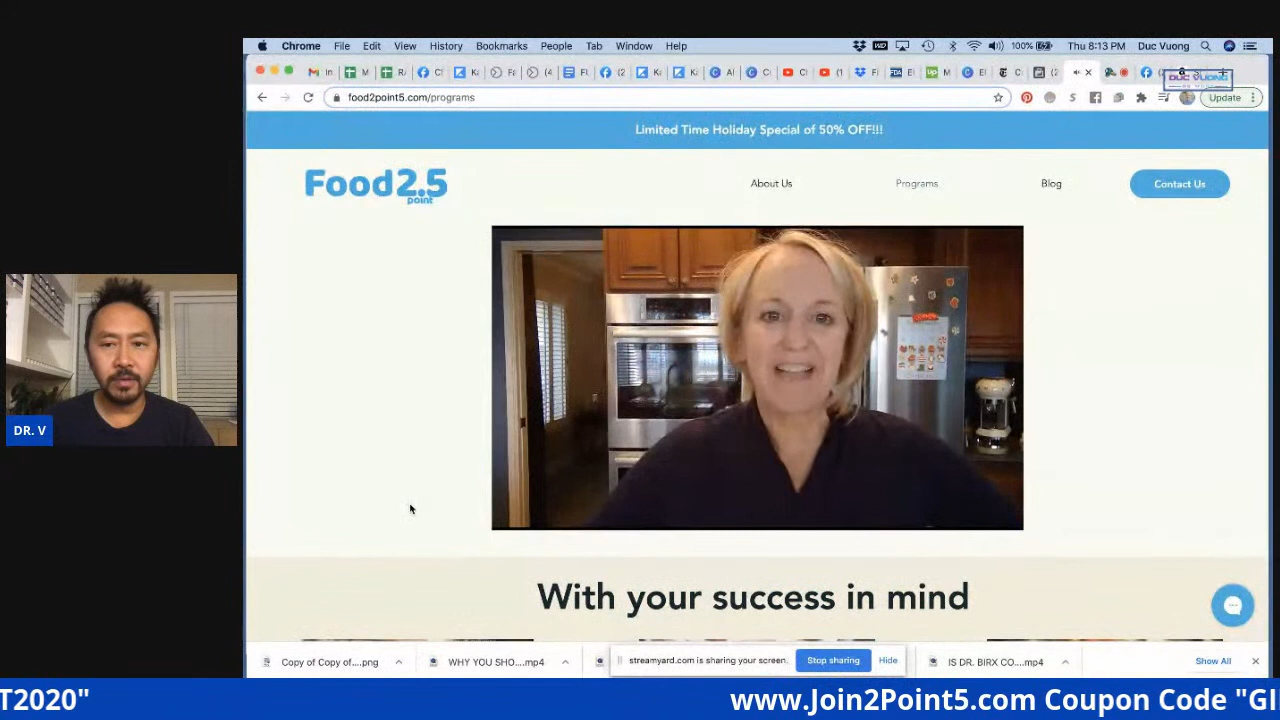 Chrome File Edit View History Bookmarks People Tab Window Help 100% Thu 8:13 PM Duc Vuong
food2point5.com/programs Update
DUC VUONG
Limited Time Holiday Special of 50% OFF!!!
Food2.5
point
About Us Programs Blog Contact Us
DR. V
With your success in mind
Copy of Copy of....png WHY YOU SHO....mp4 streamyard.com is sharing your screen. Stop sharing Hide IS DR. BIRX CO....mp4 Show All
T2020" www.Join2Point5.com Coupon Code "GI